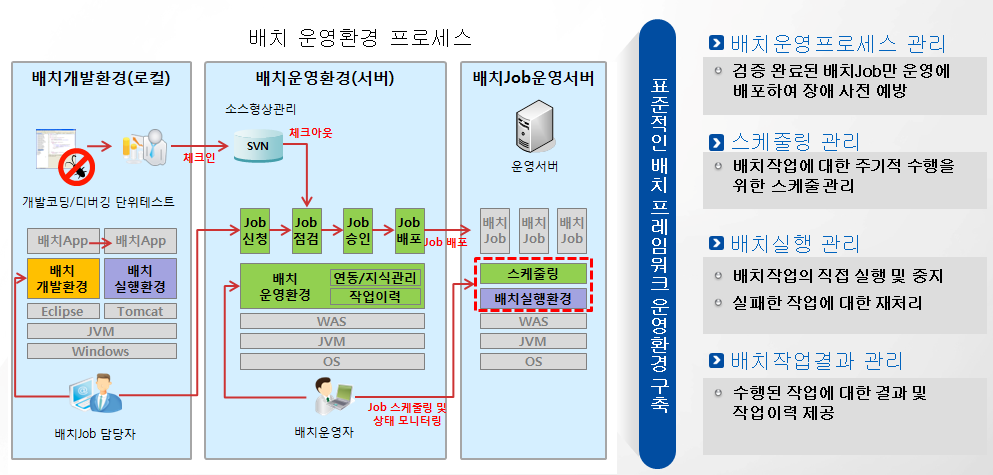 배치 운영환경 프로세스
배치개발환경(로컬)
개발코딩/디버깅 단위테스트
배치App
배치App
배치
개발환경
배치
실행환경
Eclipse
Tomcat
JVM
Windows
배치Job 담당자
체크인
배치운영환경(서버)
소스형상관리
SVN
체크아웃
Job
신청
Job
점검
Job
승인
Job
배포
Job 배포
배치
운영환경
연동/지식관리
작업이력
WAS
JVM
OS
배치운영자
Job 스케줄링 및
상태 모니터링
배치Job운영서버
운영서버
배치
Job
배치
Job
배치
Job
스케줄링
배치실행환경
WAS
JVM
OS
표준적인 배치 프레임워크 운영환경 구축
배치운영프로세스 관리
검증 완료된 배치Job만 운영에
배포하여 장애 사전 예방
스케줄링 관리
배치작업에 대한 주기적 수행을
위한 스케줄관리
배치실행 관리
배치작업의 직접 실행 및 중지
실패한 작업에 대한 재처리
배치작업결과 관리
수행된 작업에 대한 결과 및
작업이력 제공